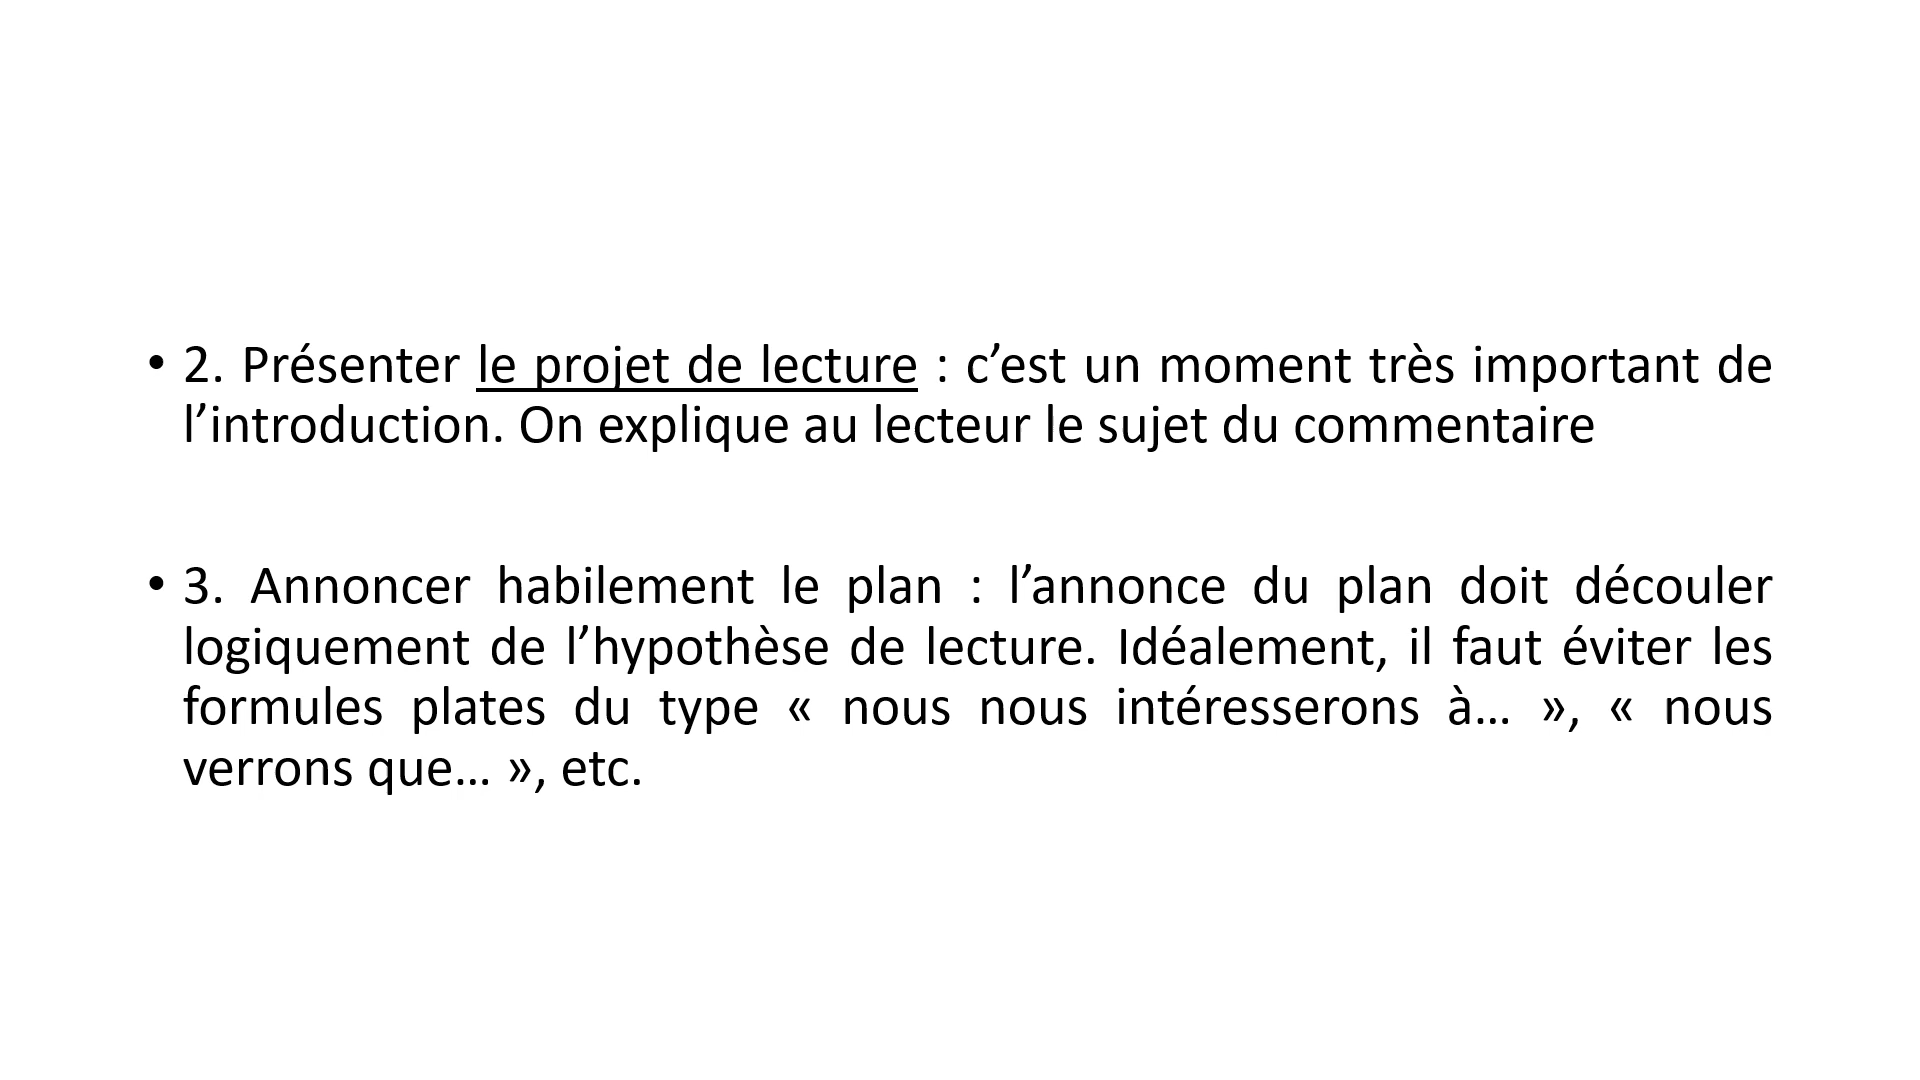 • 2. Présenter le projet de lecture : c’est un moment très important de
l’introduction. On explique au lecteur le sujet du commentaire
• 3. Annoncer habilement le plan : l’annonce du plan doit découler
logiquement de l’hypothèse de lecture. Idéalement, il faut éviter les
formules plates du type « nous nous intéresserons à… », « nous
verrons que… », etc.